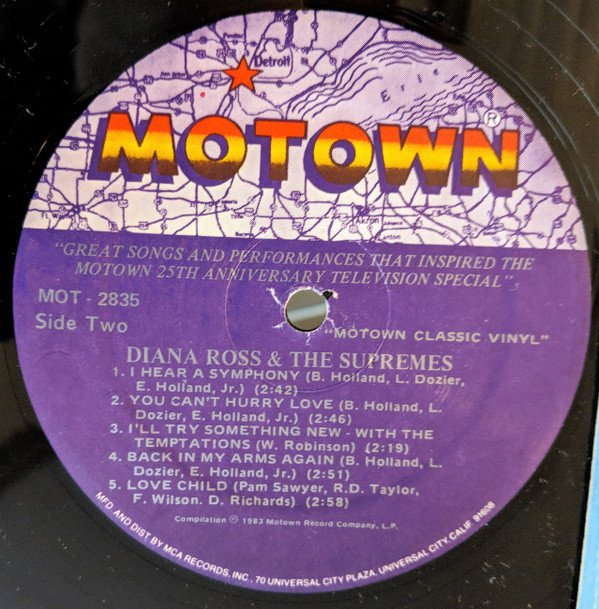 Detroit
Erie
MOTOWN®
Akron
Canton
"GREAT SONGS AND PERFORMANCES THAT INSPIRED THE
MOTOWN 25TH ANNIVERSARY TELEVISION SPECIAL"
MOT - 2835
Side Two
"MOTOWN CLASSIC VINYL"
DIANA ROSS & THE SUPREMES
1. I HEAR A SYMPHONY (B. Holland, L. Dozier,
E. Holland, Jr.) (2:42)
2. YOU CAN'T HURRY LOVE (B. Holland, L.
Dozier, E. Holland, Jr.) (2:46)
3. I'LL TRY SOMETHING NEW - WITH THE
TEMPTATIONS (W. Robinson) (2:19)
4. BACK IN MY ARMS AGAIN (B. Holland, L.
Dozier, E. Holland, Jr.) (2:51)
5. LOVE CHILD (Pam Sawyer, R.D. Taylor,
F. Wilson. D. Richards) (2:58)
Compilation ℗ 1983 Motown Record Company, L.P.
MFD AND DIST BY MCA RECORDS, INC. 70 UNIVERSAL CITY PLAZA, UNIVERSAL CITY CALIF. 91608